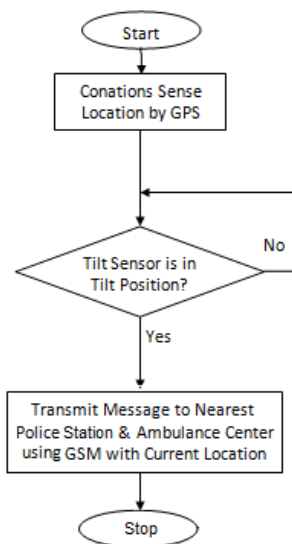 Start
Conations Sense
Location by GPS
No
Tilt Sensor is in
Tilt Position?
Yes
Transmit Message to Nearest
Police Station & Ambulance Center
using GSM with Current Location
Stop